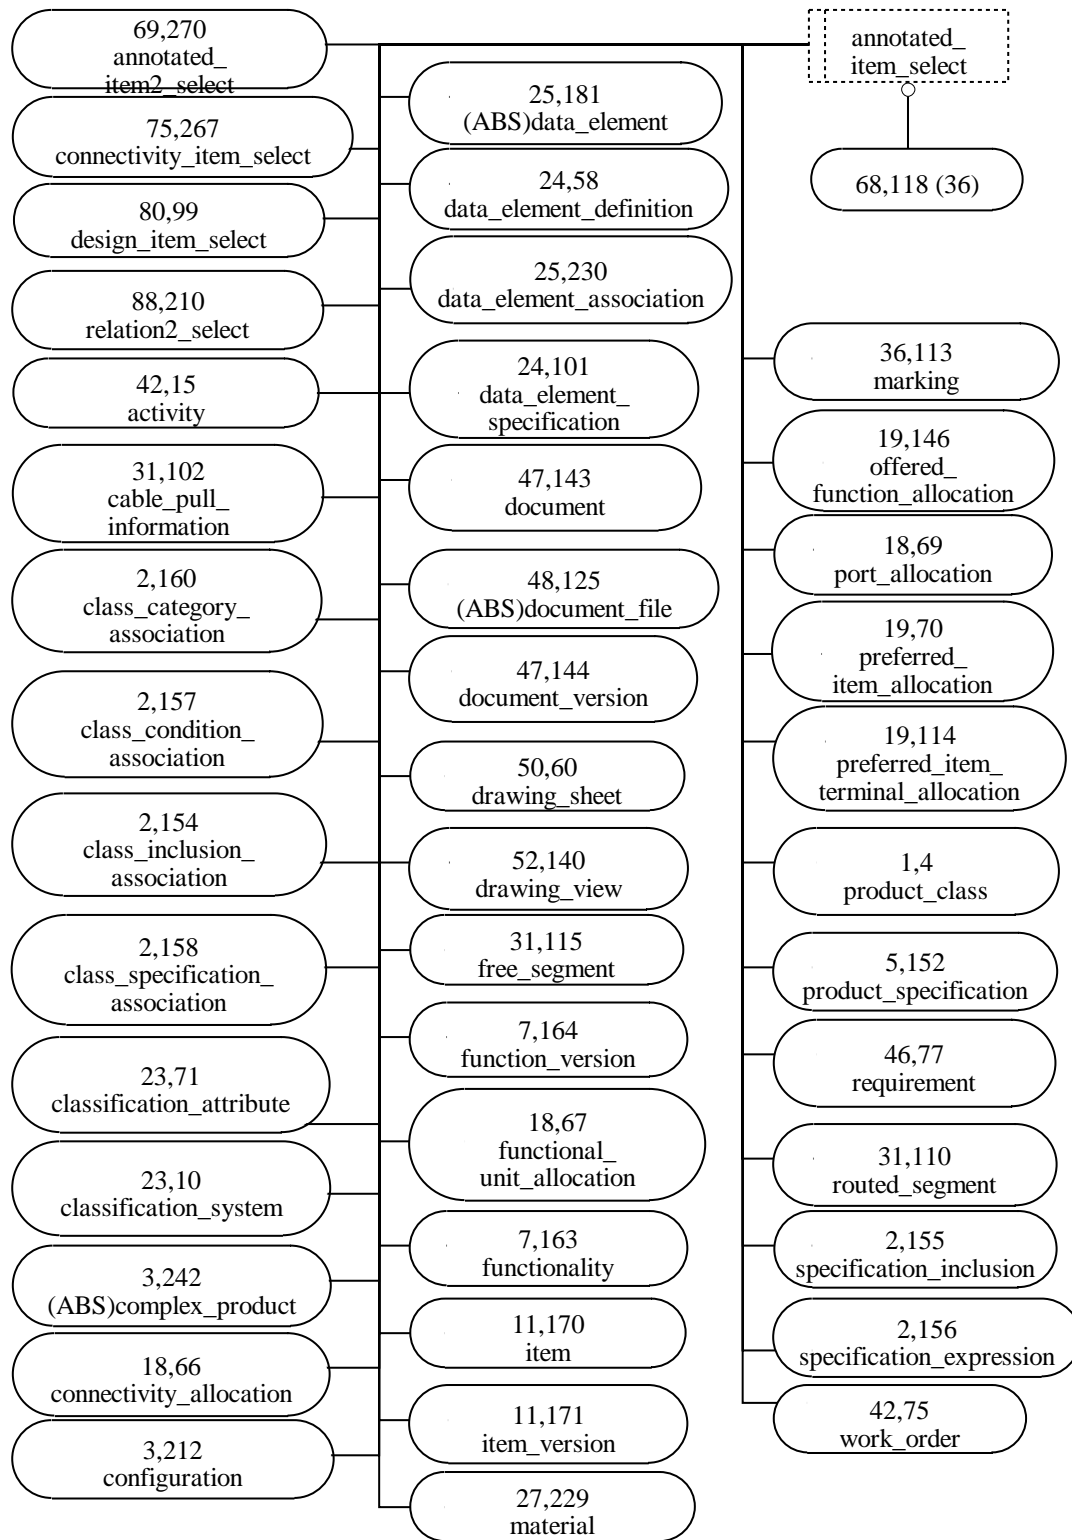 69,270
annotated_
item2_select
75,267
connectivity_item_select
80,99
design_item_select
88,210
relation2_select
42,15
activity
31,102
cable_pull_
information
2,160
class_category_
association
2,157
class_condition_
association
2,154
class_inclusion_
association
2,158
class_specification_
association
23,71
classification_attribute
23,10
classification_system
3,242
(ABS)complex_product
18,66
connectivity_allocation
3,212
configuration
25,181
(ABS)data_element
24,58
data_element_definition
25,230
data_element_association
24,101
data_element_
specification
47,143
document
48,125
(ABS)document_file
47,144
document_version
50,60
drawing_sheet
52,140
drawing_view
31,115
free_segment
7,164
function_version
18,67
functional_
unit_allocation
7,163
functionality
11,170
item
11,171
item_version
27,229
material
annotated_
item_select
68,118 (36)
36,113
marking
19,146
offered_
function_allocation
18,69
port_allocation
19,70
preferred_
item_allocation
19,114
preferred_item_
terminal_allocation
1,4
product_class
5,152
product_specification
46,77
requirement
31,110
routed_segment
2,155
specification_inclusion
2,156
specification_expression
42,75
work_order